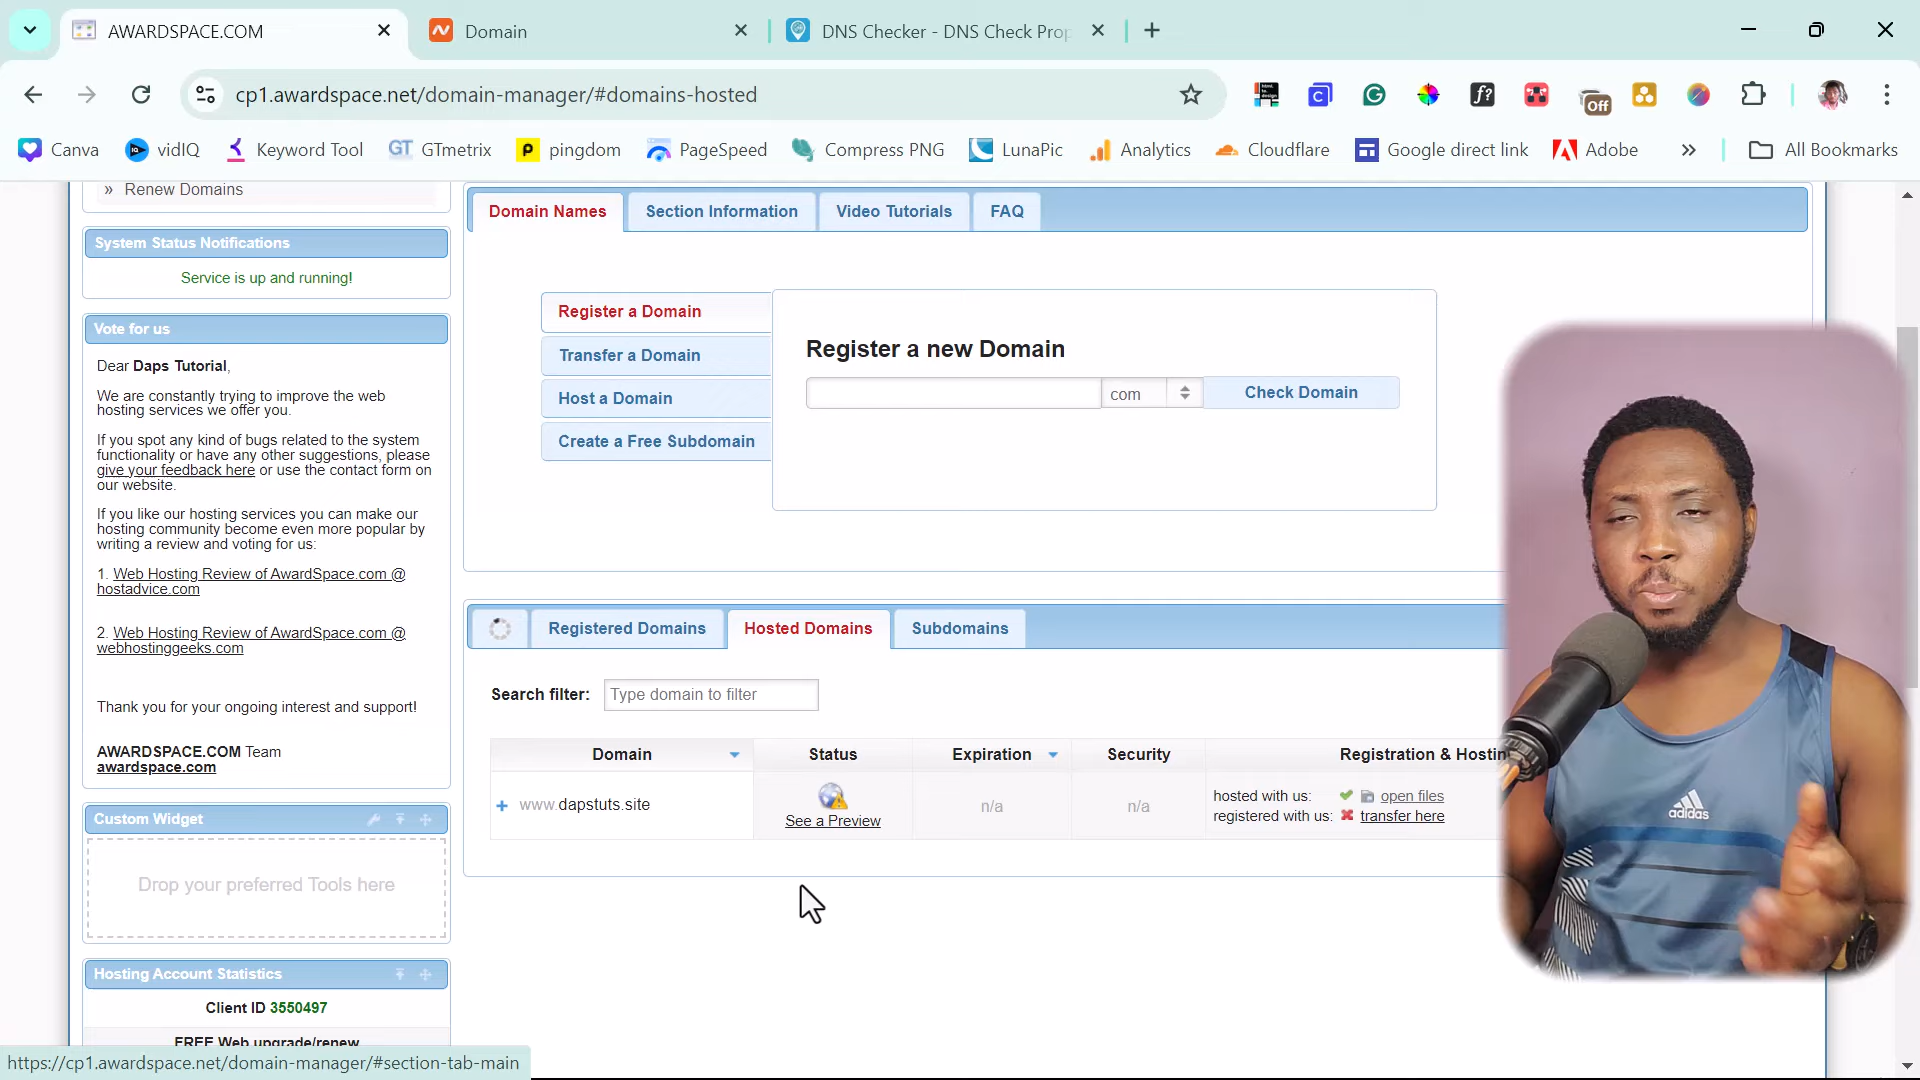 AWARDSPACE.COM
Domain
DNS Checker - DNS Check Prop
cp1.awardspace.net/domain-manager/#domains-hosted
Off
Canva
vidIQ
Keyword Tool
GT
GTmetrix
pingdom
PageSpeed
Compress PNG
LunaPic
Analytics
Cloudflare
Google direct link
Adobe
»
All Bookmarks
» Renew Domains
System Status Notifications
Service is up and running!
Vote for us
Dear Daps Tutorial,
We are constantly trying to improve the web
hosting services we offer you.
If you spot any kind of bugs related to the system
functionality or have any other suggestions, please
give your feedback here or use the contact form on
our website.
If you like our hosting services you can make our
hosting community become even more popular by
writing a review and voting for us:
1. Web Hosting Review of AwardSpace.com @
hostadvice.com
2. Web Hosting Review of AwardSpace.com @
webhostinggeeks.com
Thank you for your ongoing interest and support!
AWARDSPACE.COM Team
awardspace.com
Custom Widget
Drop your preferred Tools here
Hosting Account Statistics
Client ID 3550497
FREE Web upgrade/renew
Domain Names
Section Information
Video Tutorials
FAQ
Register a Domain
Transfer a Domain
Host a Domain
Create a Free Subdomain
Register a new Domain
com
Check Domain
Registered Domains
Hosted Domains
Subdomains
Search filter:
Type domain to filter
Domain
Status
Expiration
Security
Registration & Hostin
www.dapstuts.site
See a Preview
n/a
n/a
hosted with us:
open files
registered with us:
transfer here
adidas
https://cp1.awardspace.net/domain-manager/#section-tab-main